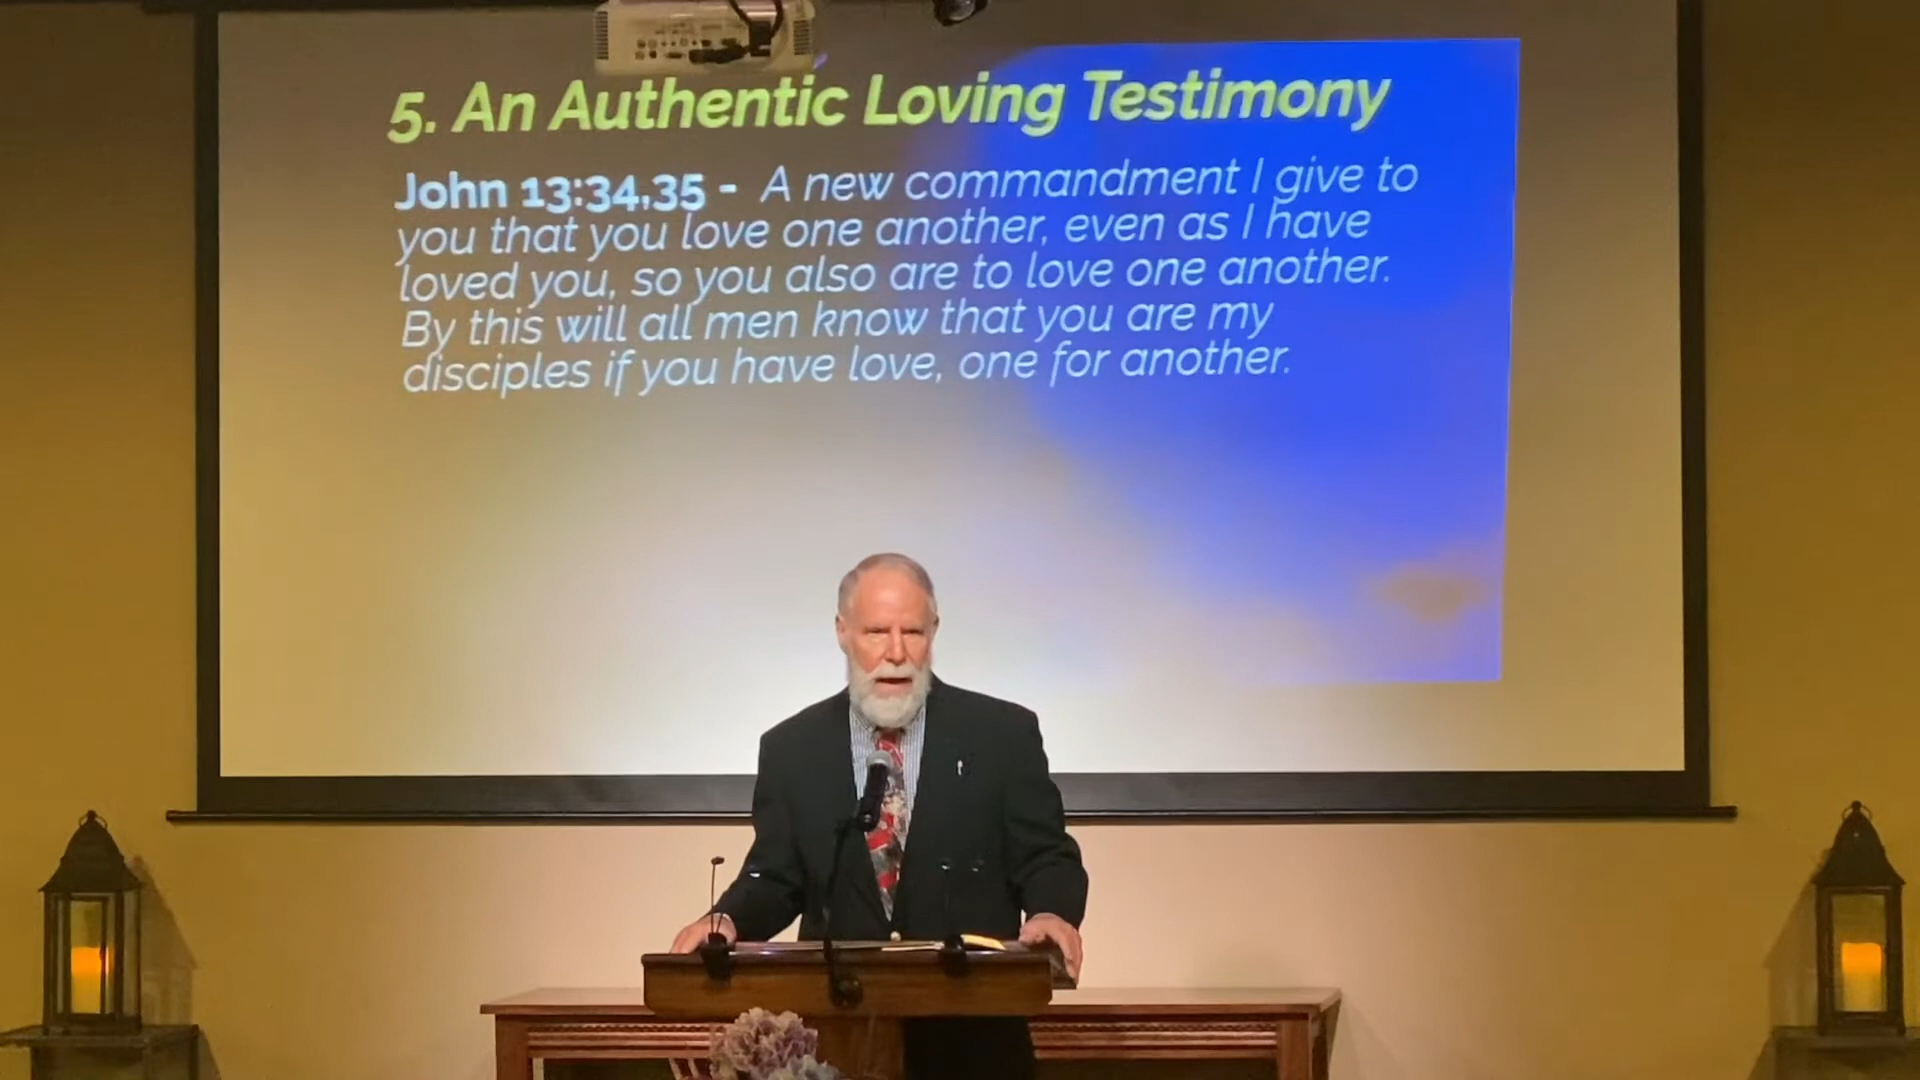 5. An Authentic Loving Testimony
John 13:34,35 - A new commandment I give to
you that you love one another, even as I have
loved you, so you also are to love one another.
By this will all men know that you are my
disciples if you have love, one for another.